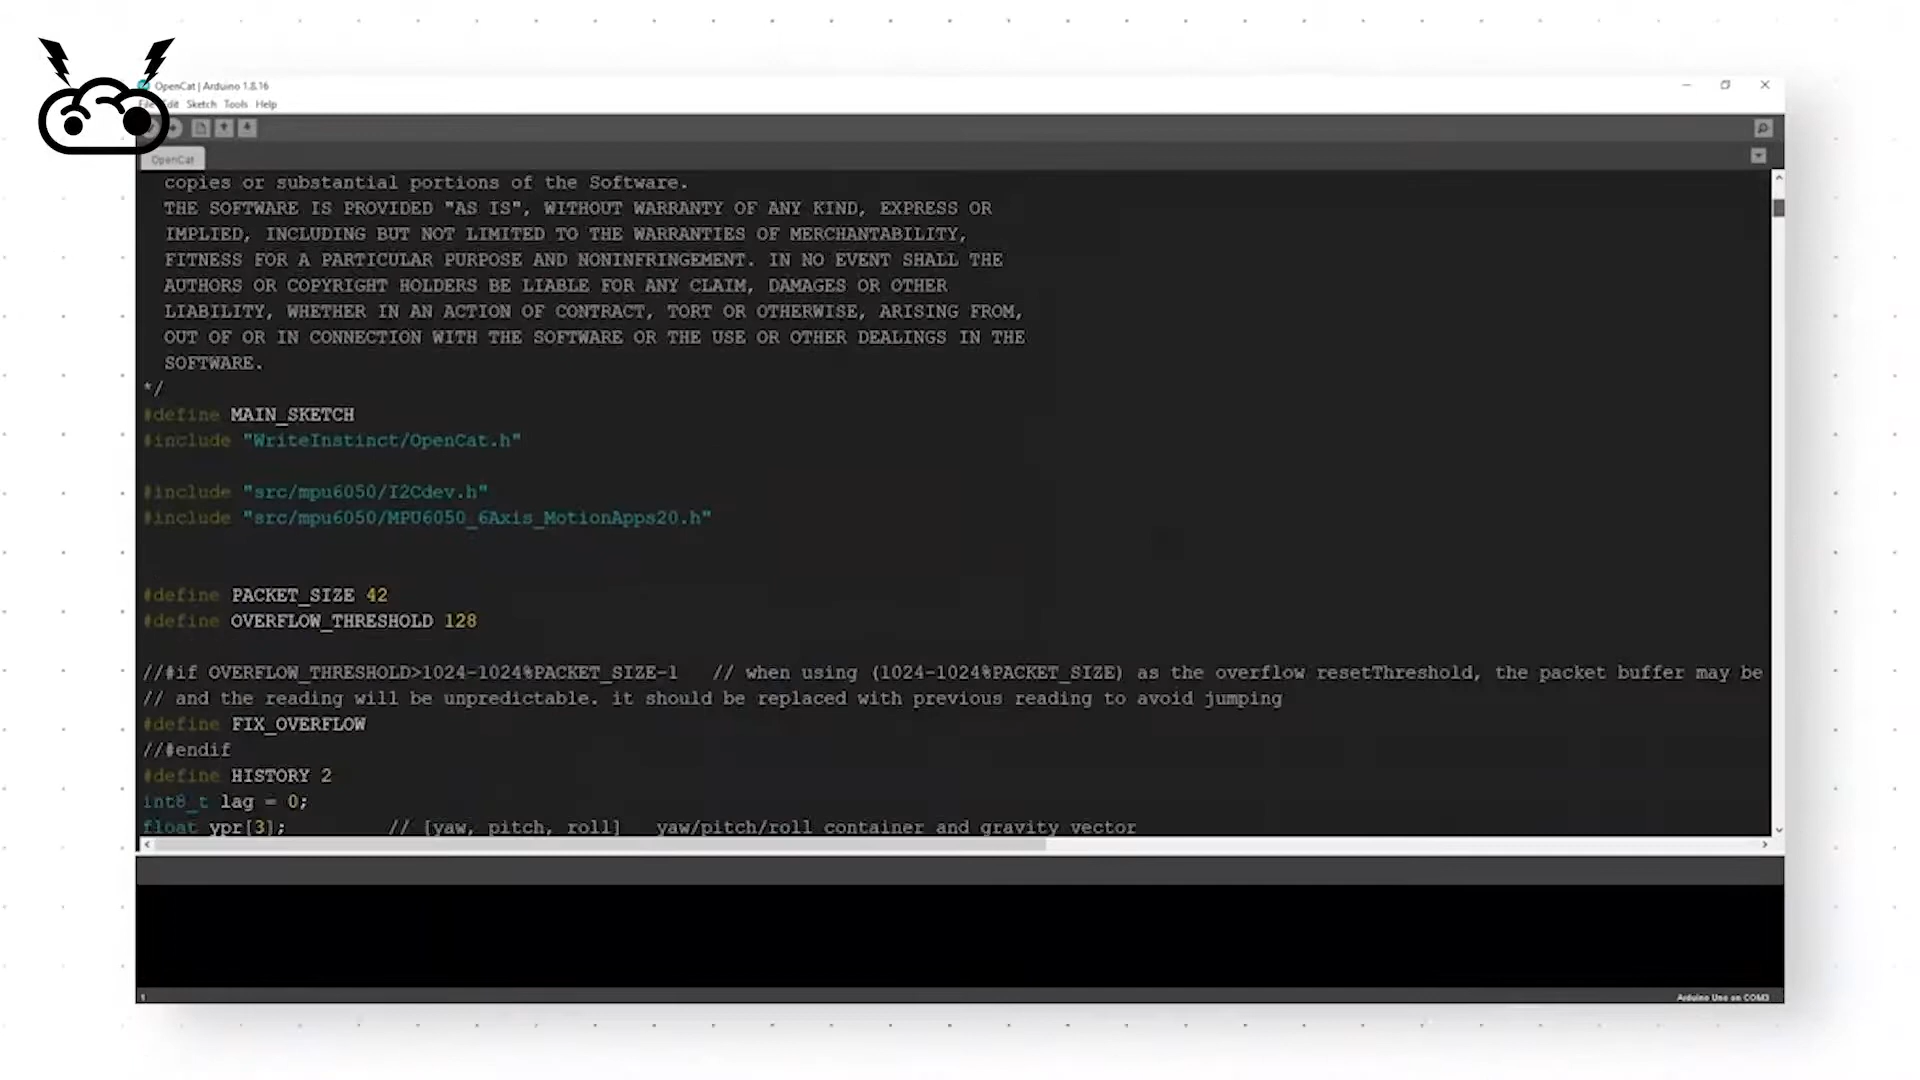 OpenCat | Arduino 1.8.16
File Edit Sketch Tools Help
OpenCat
copies or substantial portions of the Software.
THE SOFTWARE IS PROVIDED "AS IS", WITHOUT WARRANTY OF ANY KIND, EXPRESS OR
IMPLIED, INCLUDING BUT NOT LIMITED TO THE WARRANTIES OF MERCHANTABILITY,
FITNESS FOR A PARTICULAR PURPOSE AND NONINFRINGEMENT. IN NO EVENT SHALL THE
AUTHORS OR COPYRIGHT HOLDERS BE LIABLE FOR ANY CLAIM, DAMAGES OR OTHER
LIABILITY, WHETHER IN AN ACTION OF CONTRACT, TORT OR OTHERWISE, ARISING FROM,
OUT OF OR IN CONNECTION WITH THE SOFTWARE OR THE USE OR OTHER DEALINGS IN THE
SOFTWARE.
*/
#define MAIN_SKETCH
#include "WriteInstinct/OpenCat.h"
#include "src/mpu6050/I2Cdev.h"
#include "src/mpu6050/MPU6050_6Axis_MotionApps20.h"
#define PACKET_SIZE 42
#define OVERFLOW_THRESHOLD 128
//#if OVERFLOW_THRESHOLD>1024-1024%PACKET_SIZE-1   // when using (1024-1024%PACKET_SIZE) as the overflow resetThreshold, the packet buffer may be
// and the reading will be unpredictable. it should be replaced with previous reading to avoid jumping
#define FIX_OVERFLOW
//#endif
#define HISTORY 2
int8_t lag = 0;
float ypr[3];         // [yaw, pitch, roll]   yaw/pitch/roll container and gravity vector
1
Arduino Uno on COM3